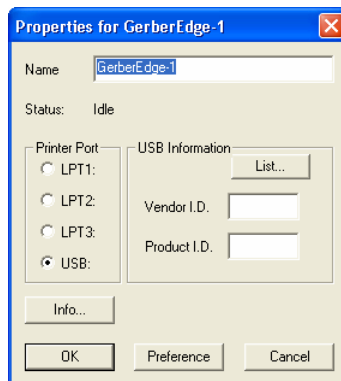 Properties for GerberEdge-1
Name GerberEdge-1
Status: Idle
Printer Port
LPT1:
LPT2:
LPT3:
USB:
USB Information
List...
Vendor I.D.
Product I.D.
Info...
OK Preference Cancel